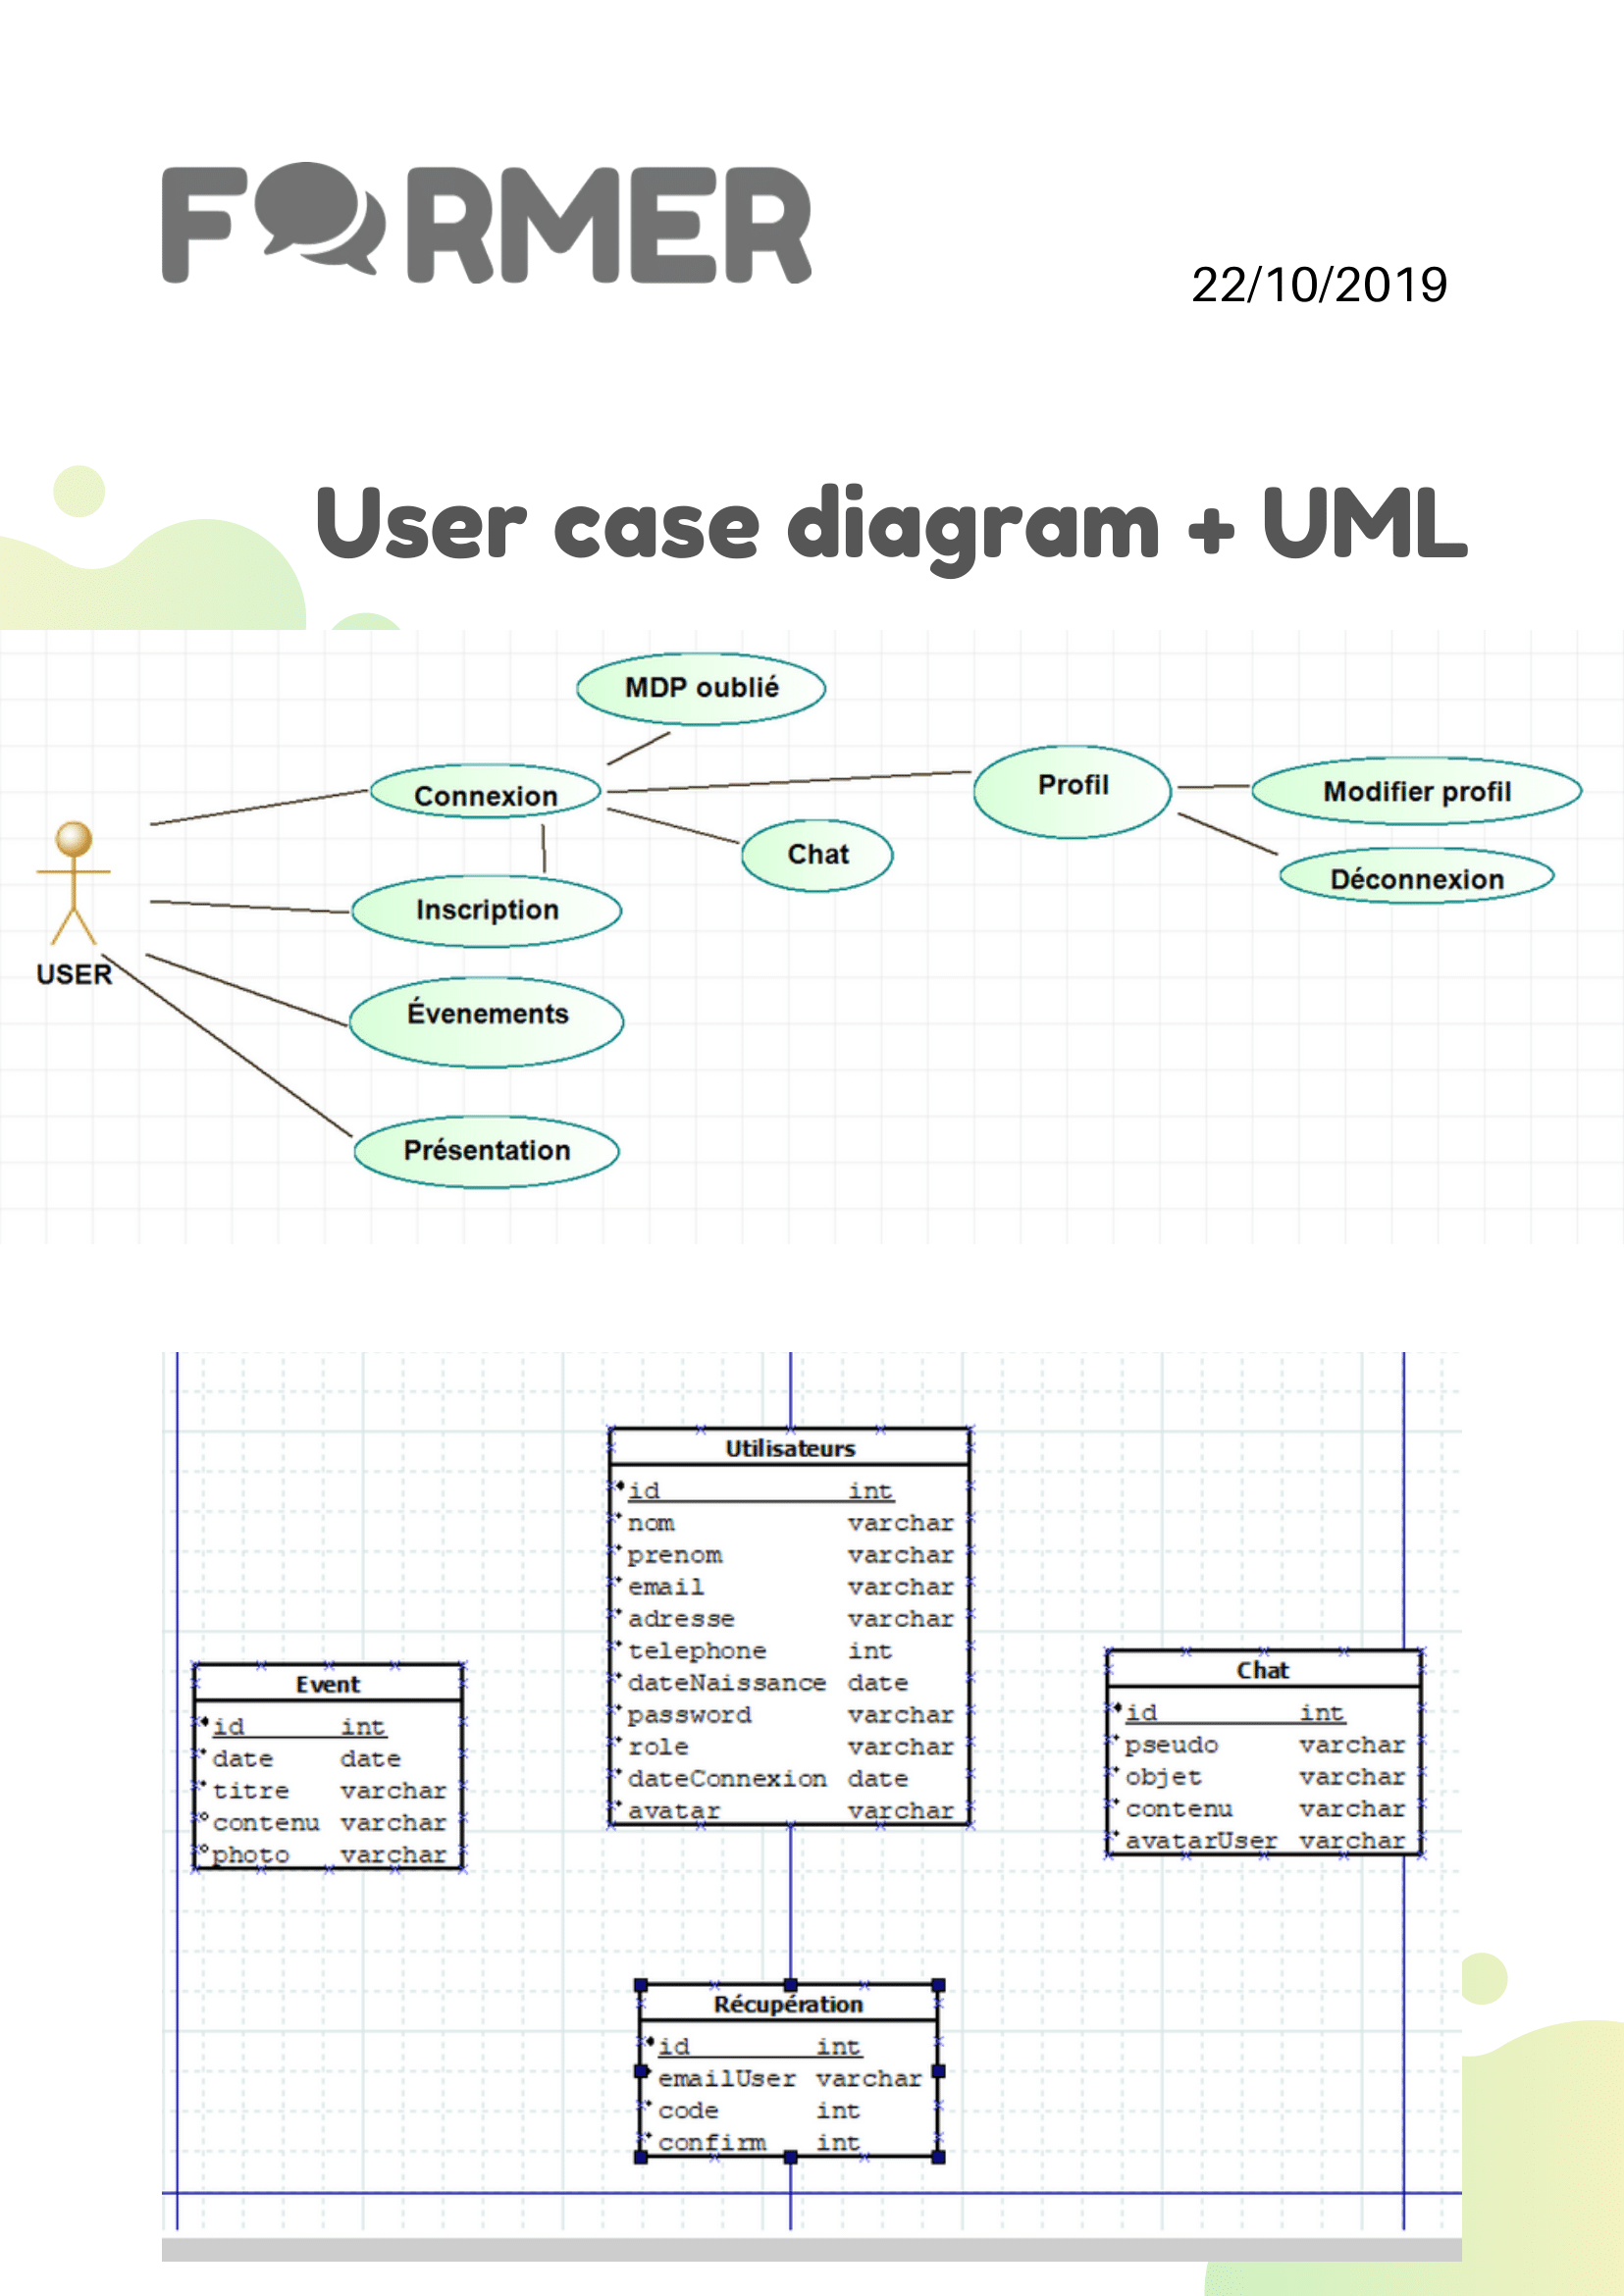 FORMER
22/10/2019
User case diagram + UML
MDP oublié
Connexion
Profil
Modifier profil
Chat
Déconnexion
Inscription
USER
Évenements
Présentation
Utilisateurs
id int
nom varchar
prenom varchar
email varchar
adresse varchar
telephone int
dateNaissance date
password varchar
role varchar
dateConnexion date
avatar varchar
Event
id int
date date
titre varchar
contenu varchar
photo varchar
Chat
id int
pseudo varchar
objet varchar
contenu varchar
avatarUser varchar
Récupération
id int
emailUser varchar
code int
confirm int